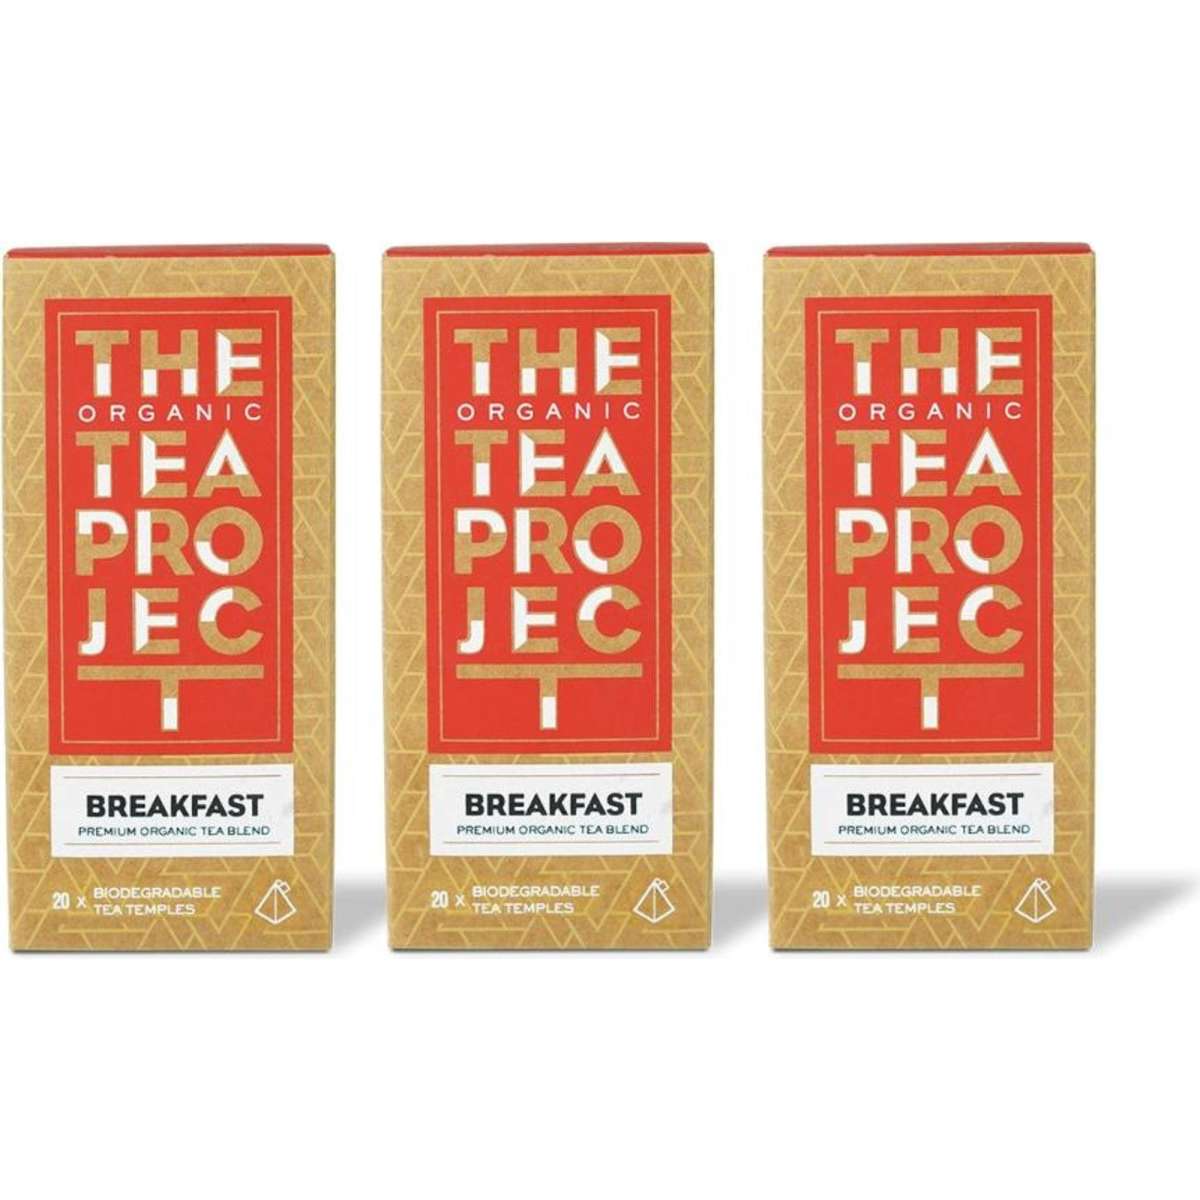 THE
ORGANIC
TEA
PRO
JEC
T
BREAKFAST
PREMIUM ORGANIC TEA BLEND
20 x BIODEGRADABLE
TEA TEMPLES
THE
ORGANIC
TEA
PRO
JEC
T
BREAKFAST
PREMIUM ORGANIC TEA BLEND
20 x BIODEGRADABLE
TEA TEMPLES
THE
ORGANIC
TEA
PRO
JEC
T
BREAKFAST
PREMIUM ORGANIC TEA BLEND
20 x BIODEGRADABLE
TEA TEMPLES